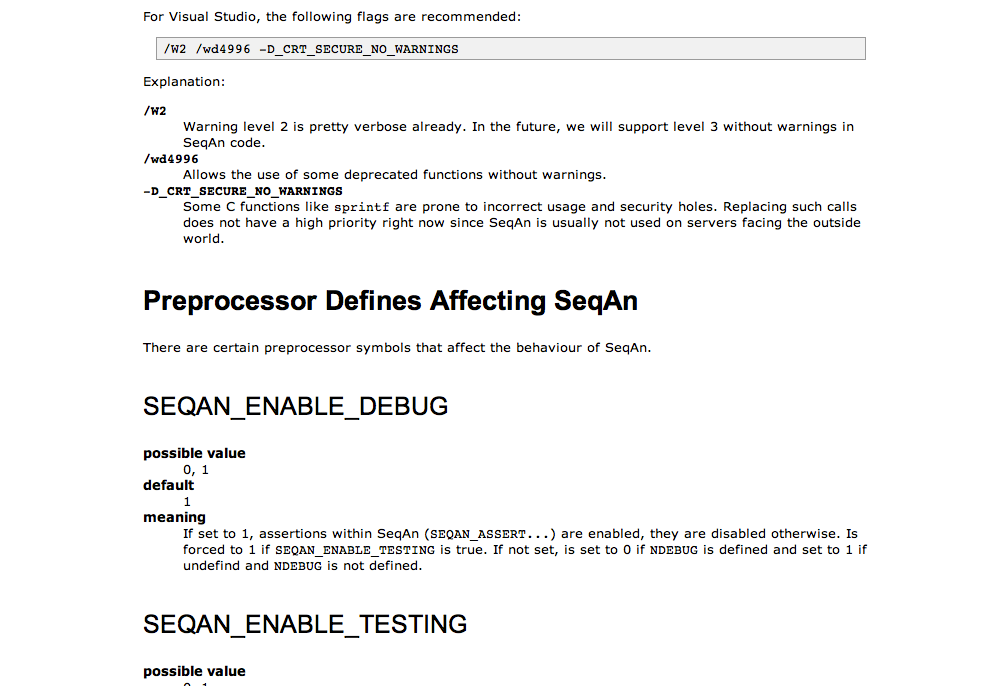 For Visual Studio, the following flags are recommended:
/W2 /wd4996 -D_CRT_SECURE_NO_WARNINGS
Explanation:
/W2
Warning level 2 is pretty verbose already. In the future, we will support level 3 without warnings in
SeqAn code.
/wd4996
Allows the use of some deprecated functions without warnings.
-D_CRT_SECURE_NO_WARNINGS
Some C functions like sprintf are prone to incorrect usage and security holes. Replacing such calls
does not have a high priority right now since SeqAn is usually not used on servers facing the outside
world.
Preprocessor Defines Affecting SeqAn
There are certain preprocessor symbols that affect the behaviour of SeqAn.
SEQAN_ENABLE_DEBUG
possible value
0, 1
default
1
meaning
If set to 1, assertions within SeqAn (SEQAN_ASSERT...) are enabled, they are disabled otherwise. Is
forced to 1 if SEQAN_ENABLE_TESTING is true. If not set, is set to 0 if NDEBUG is defined and set to 1 if
undefind and NDEBUG is not defined.
SEQAN_ENABLE_TESTING
possible value